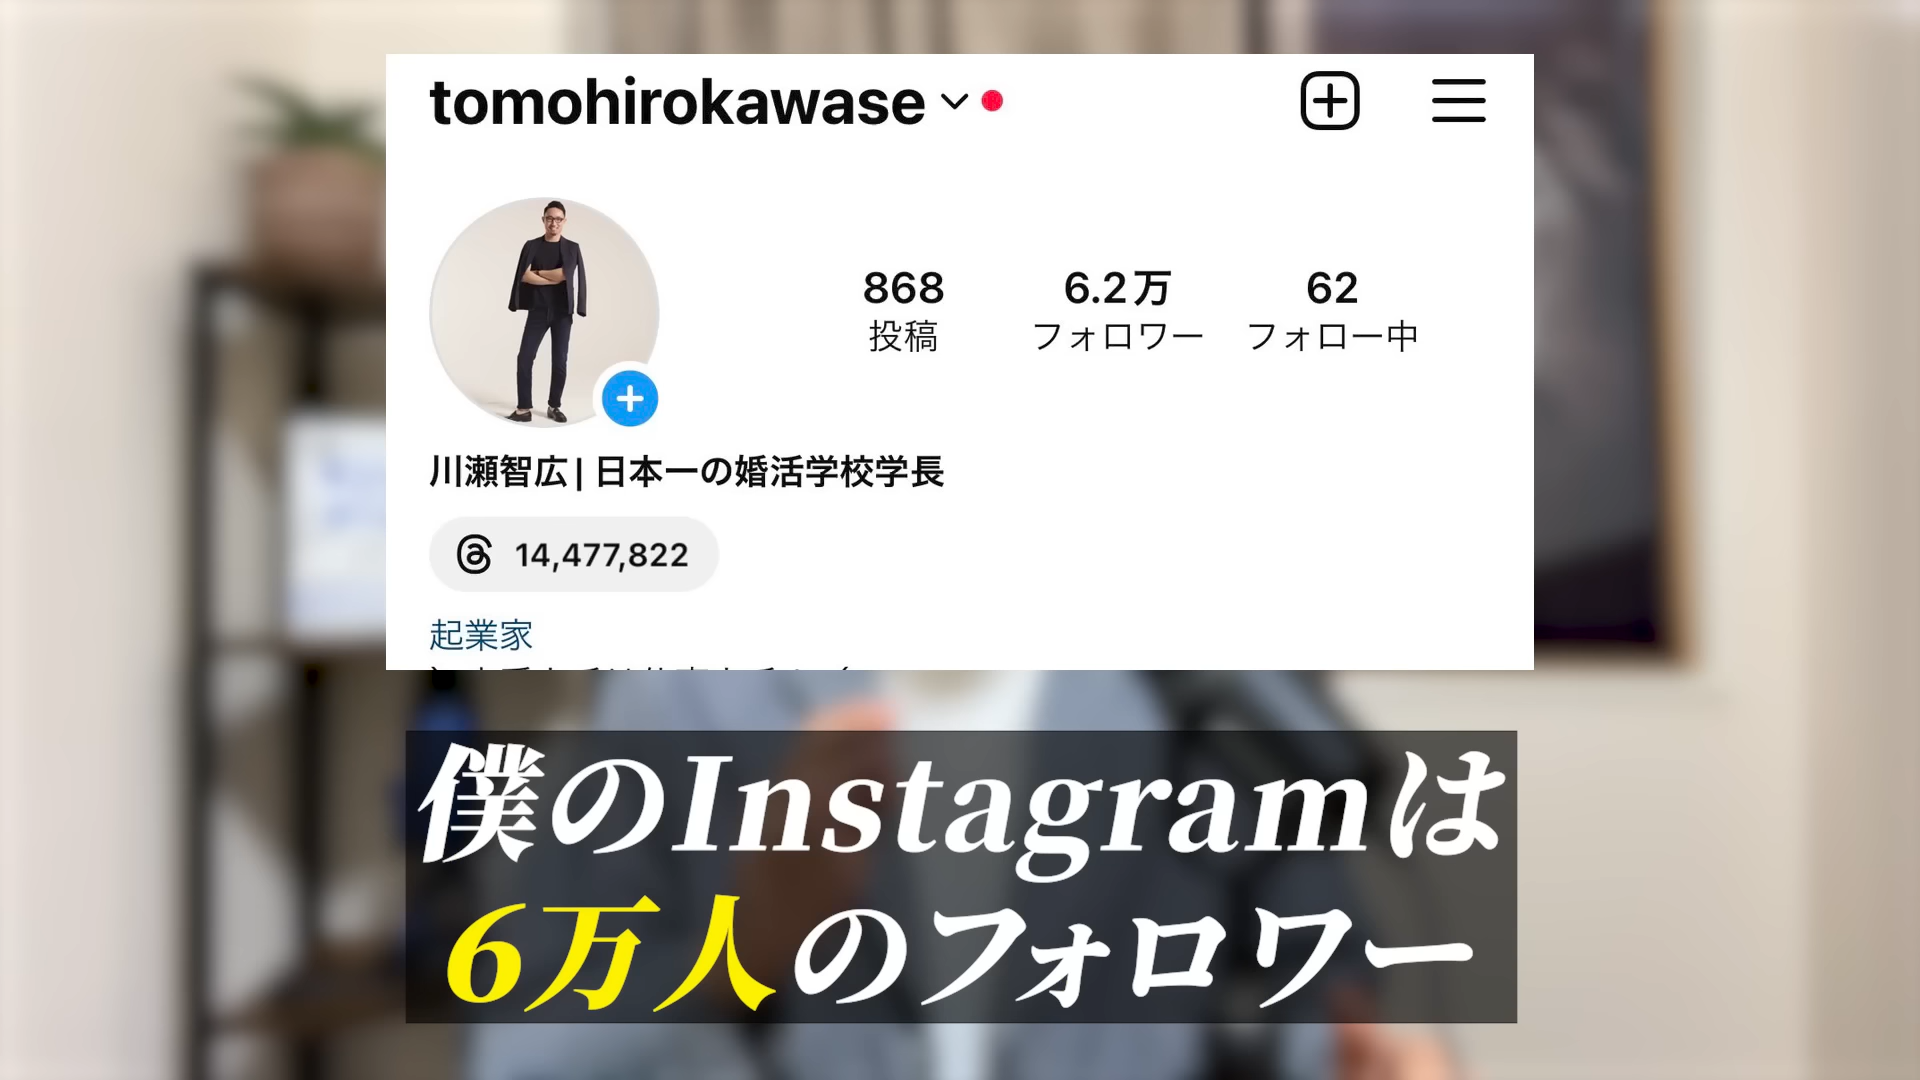 tomohirokawase
868 6.2万 62
投稿 フォロワー フォロー中
川瀬智広 | 日本一の婚活学校学長
14,477,822
起業家
僕のInstagramは
6万人のフォロワー